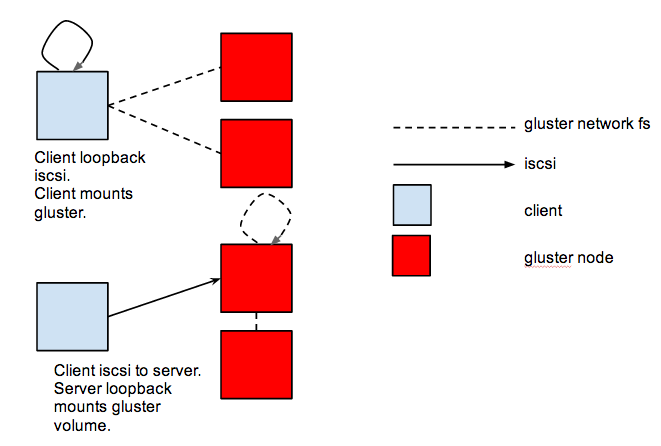 Client loopback
iscsi.
Client mounts
gluster.
gluster network fs
iscsi
client
gluster node
Client iscsi to server.
Server loopback
mounts gluster
volume.